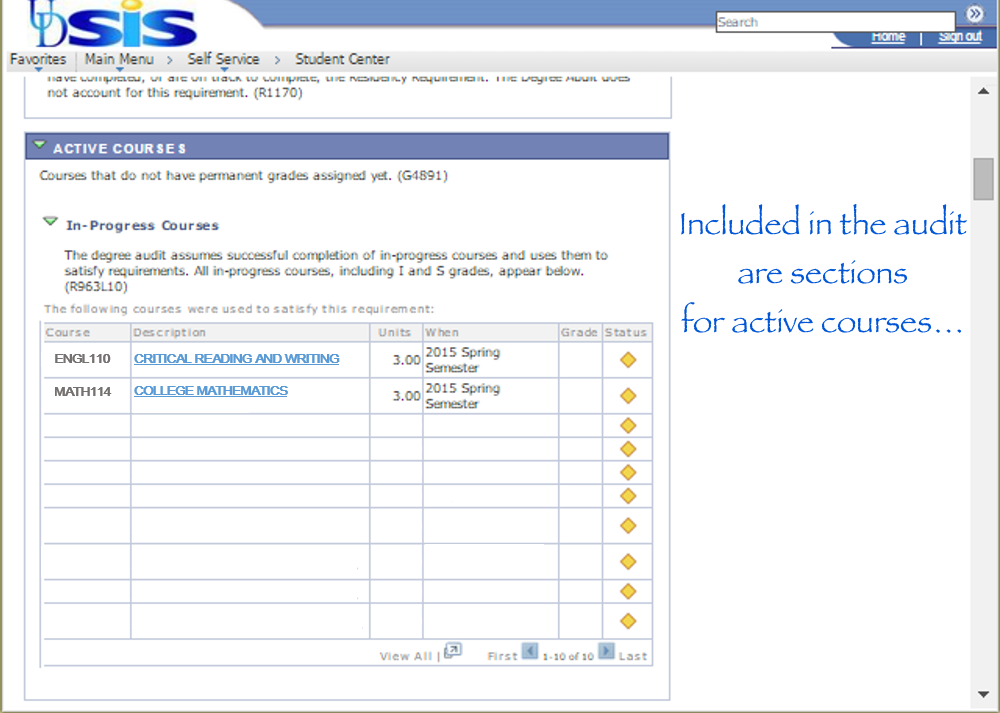 UD SIS
Search
Home | Sign out
Favorites Main Menu > Self Service > Student Center
have completed, or are on track to complete, the Residency Requirement. The Degree Audit does
not account for this requirement. (R1170)
ACTIVE COURSES
Courses that do not have permanent grades assigned yet. (G4891)
In-Progress Courses
The degree audit assumes successful completion of in-progress courses and uses them to
satisfy requirements. All in-progress courses, including I and S grades, appear below.
(R963L10)
The following courses were used to satisfy this requirement:
Course Description Units When Grade Status
ENGL110 CRITICAL READING AND WRITING 3.00 2015 Spring
Semester
MATH114 COLLEGE MATHEMATICS 3.00 2015 Spring
Semester
View All | First 1-10 of 10 Last
Included in the audit
are sections
for active courses...